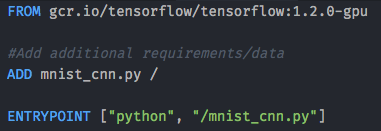 FROM gcr.io/tensorflow/tensorflow:1.2.0-gpu
#Add additional requirements/data
ADD mnist_cnn.py /
ENTRYPOINT ["python", "/mnist_cnn.py"]